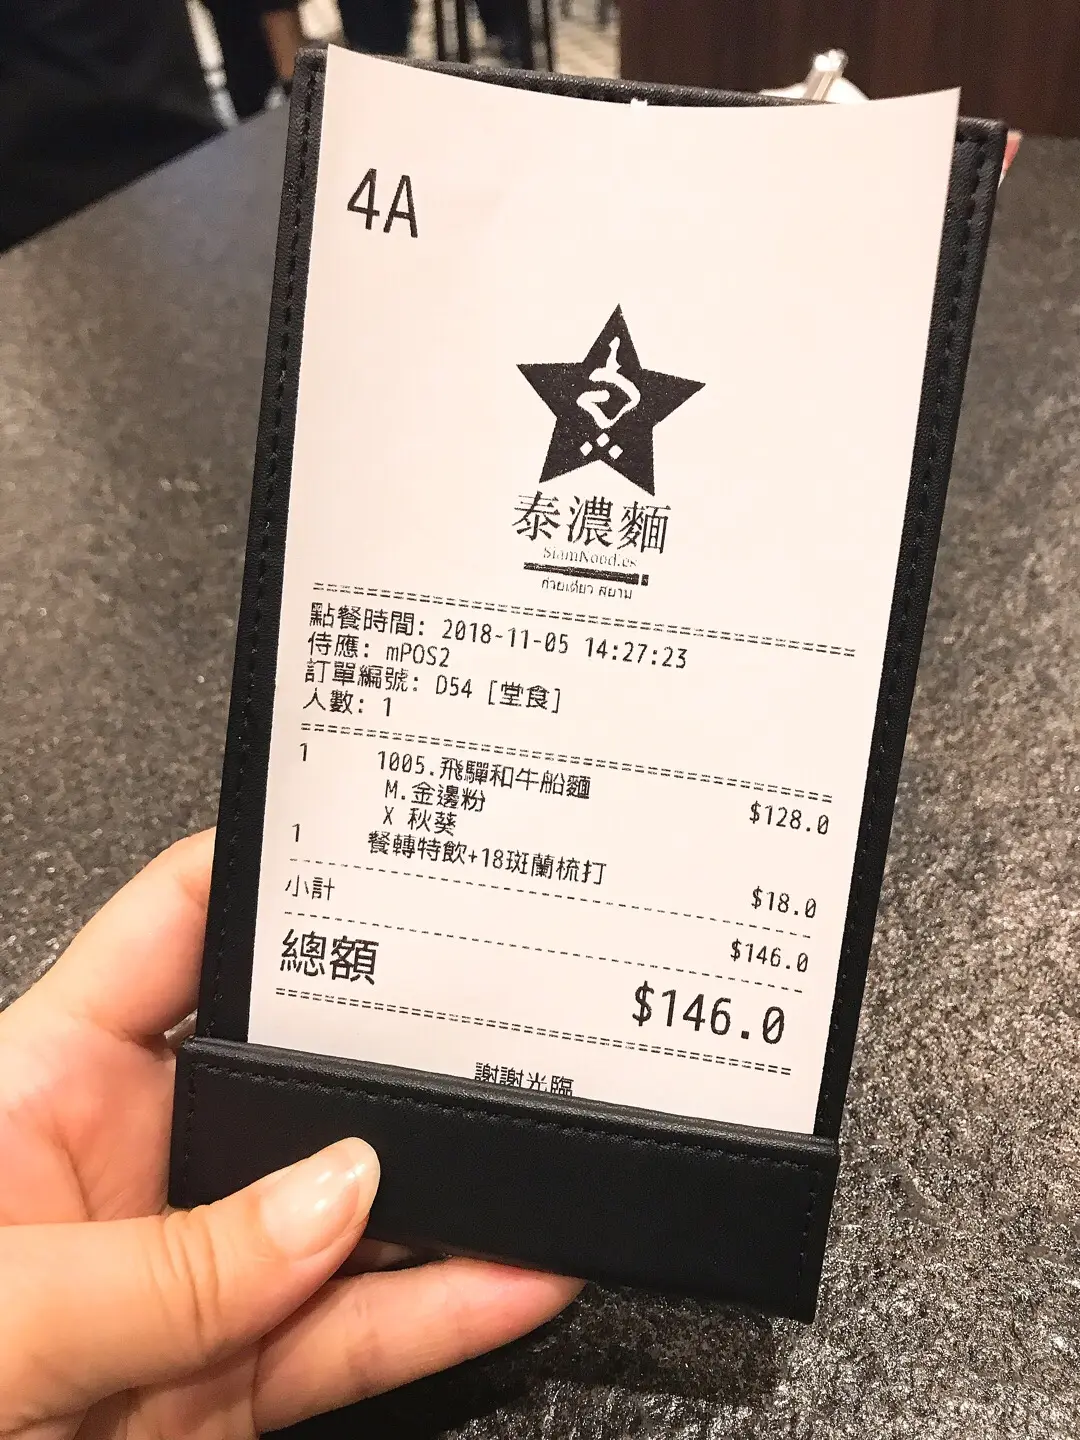 4A
泰濃麵
SiamNoodles
ก๋วยเตี๋ยว สยาม
點餐時間: 2018-11-05 14:27:23
侍應: mPOS2
訂單編號: D54 [堂食]
人數: 1
1 1005.飛驒和牛船麵 $128.0
M.金邊粉
X 秋葵
1 餐轉特飲+18斑蘭梳打 $18.0
小計 $146.0
總額 $146.0
謝謝光臨